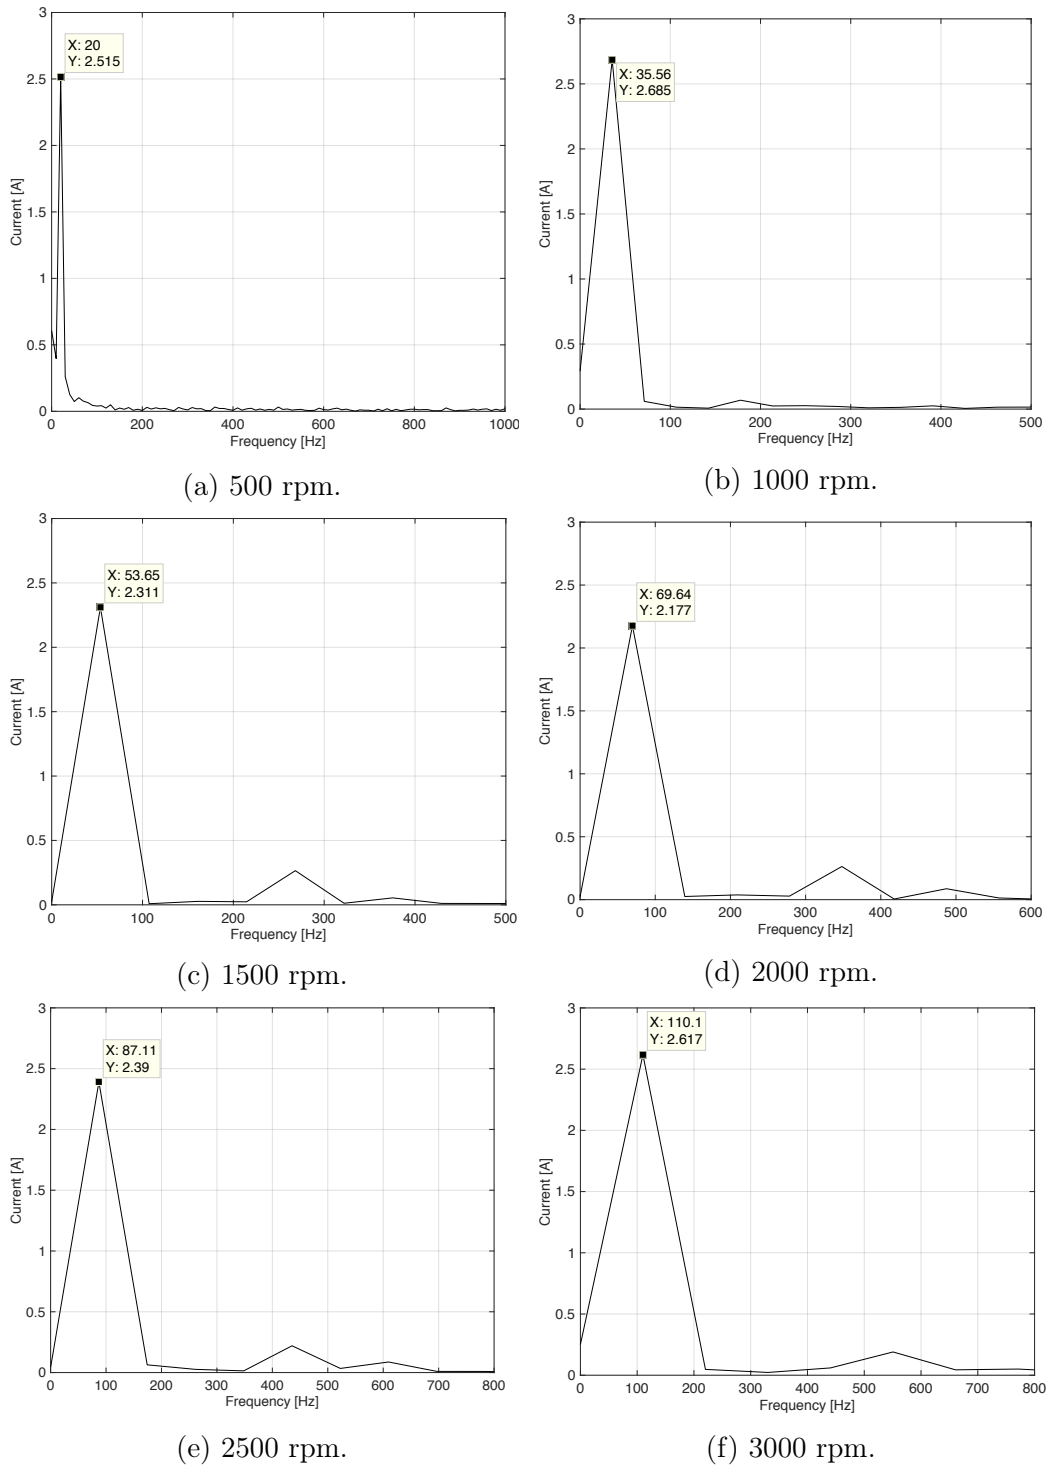 3
2.5
2
1.5
1
0.5
0
X: 20
Y: 2.515
Current [A]
0 200 400 600 800 1000
Frequency [Hz]
(a) 500 rpm.
3
2.5
2
1.5
1
0.5
0
X: 35.56
Y: 2.685
Current [A]
0 100 200 300 400 500
Frequency [Hz]
(b) 1000 rpm.
3
2.5
2
1.5
1
0.5
0
X: 53.65
Y: 2.311
Current [A]
0 100 200 300 400 500
Frequency [Hz]
(c) 1500 rpm.
3
2.5
2
1.5
1
0.5
0
X: 69.64
Y: 2.177
Current [A]
0 100 200 300 400 500 600
Frequency [Hz]
(d) 2000 rpm.
3
2.5
2
1.5
1
0.5
0
X: 87.11
Y: 2.39
Current [A]
0 100 200 300 400 500 600 700 800
Frequency [Hz]
(e) 2500 rpm.
3
2.5
2
1.5
1
0.5
0
X: 110.1
Y: 2.617
Current [A]
0 100 200 300 400 500 600 700 800
Frequency [Hz]
(f) 3000 rpm.